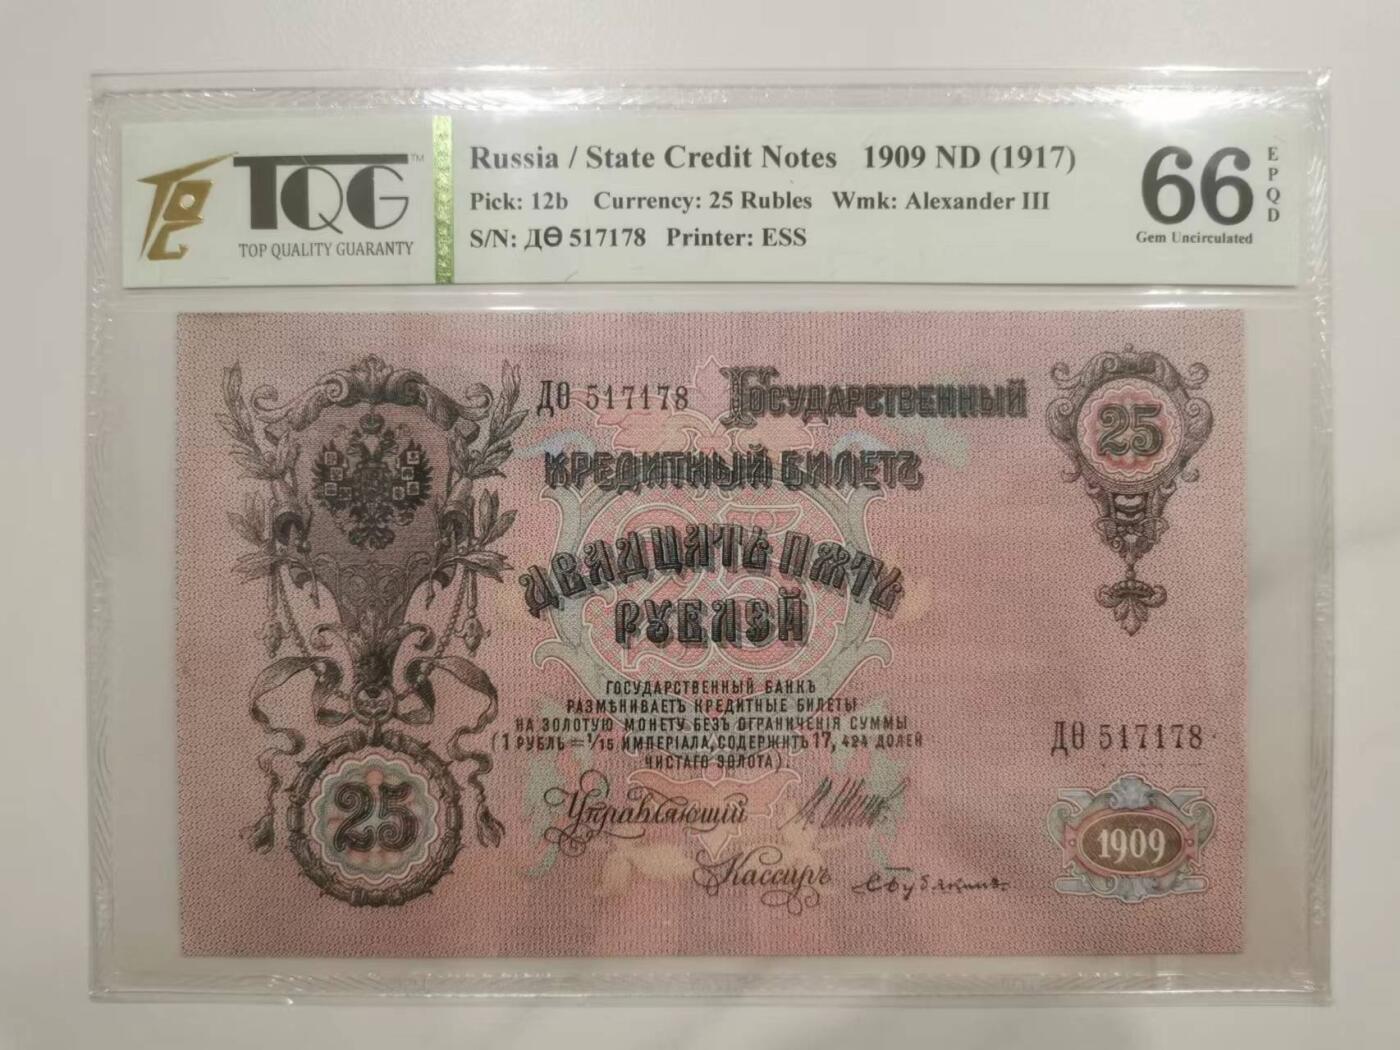 TQG™
TOP QUALITY GUARANTY
Russia / State Credit Notes 1909 ND (1917)
Pick: 12b Currency: 25 Rubles Wmk: Alexander III
S/N: ДѲ 517178 Printer: ESS
66
EPQD
Gem Uncirculated
ДѲ 517178
Государственный
25
Кредитный Билетъ
Двадцать пять
рублей
ГОСУДАРСТВЕННЫЙ БАНКЪ
РАЗМѢНИВАЕТЪ КРЕДИТНЫЕ БИЛЕТЫ
НА ЗОЛОТУЮ МОНЕТУ БЕЗЪ ОГРАНИЧЕНІЯ СУММЫ
(1 РУБЛЬ = 1/15 ИМПЕРІАЛА, СОДЕРЖИТЪ 17, 424 ДОЛЕЙ
ЧИСТАГО ЗОЛОТА).
ДѲ 517178
25
Управляющій
Кассиръ
1909